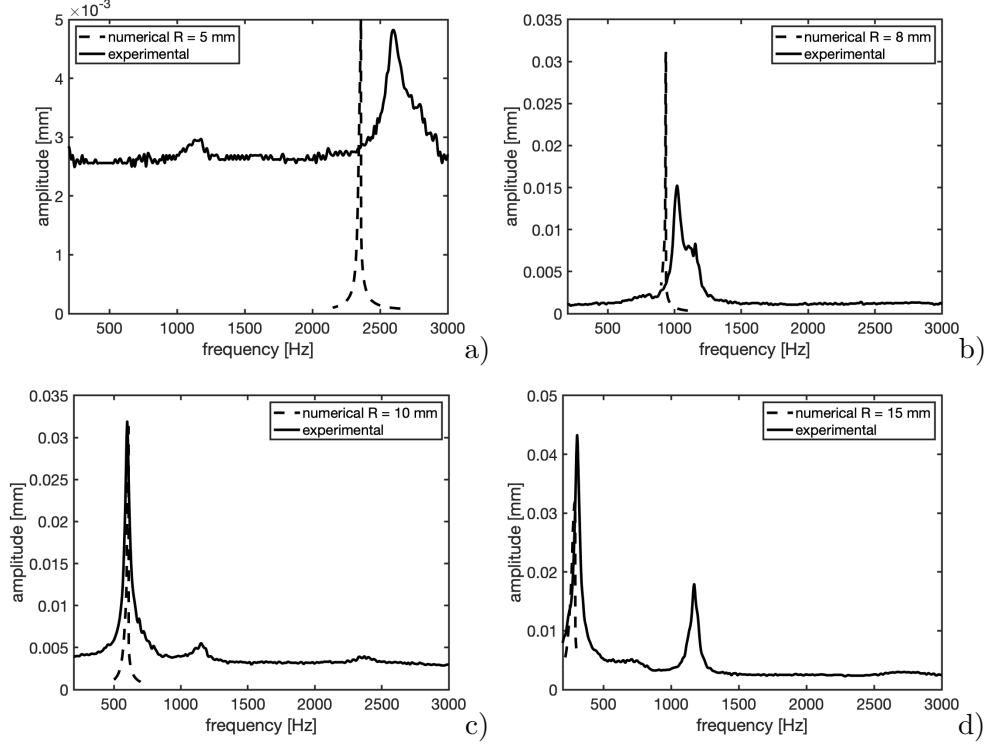 ×10⁻³
numerical R = 5 mm
experimental
amplitude [mm]
5
4
3
2
1
0
500 1000 1500 2000 2500 3000
frequency [Hz]
a)
numerical R = 8 mm
experimental
amplitude [mm]
0.035
0.03
0.025
0.02
0.015
0.01
0.005
0
500 1000 1500 2000 2500 3000
frequency [Hz]
b)
numerical R = 10 mm
experimental
amplitude [mm]
0.035
0.03
0.025
0.02
0.015
0.01
0.005
0
500 1000 1500 2000 2500 3000
frequency [Hz]
c)
numerical R = 15 mm
experimental
amplitude [mm]
0.05
0.04
0.03
0.02
0.01
0
500 1000 1500 2000 2500 3000
frequency [Hz]
d)